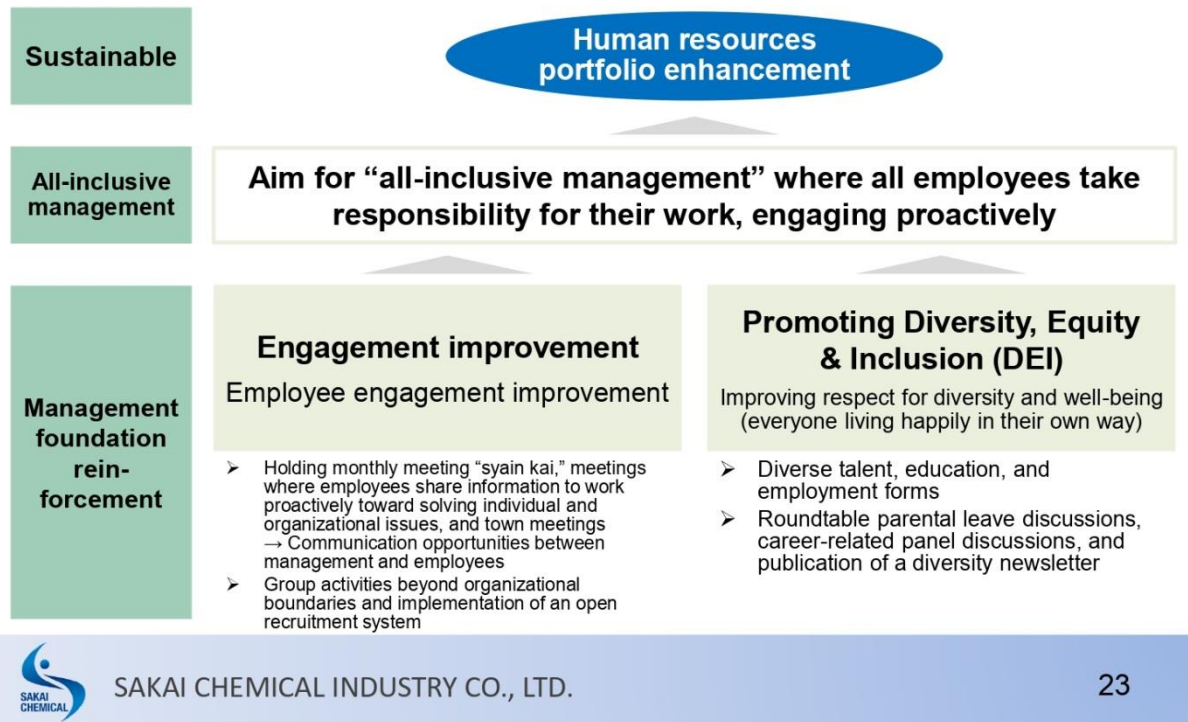 Sustainable
Human resources
portfolio enhancement
All-inclusive
management
Aim for “all-inclusive management” where all employees take
responsibility for their work, engaging proactively
Management
foundation
rein-
forcement
Engagement improvement
Employee engagement improvement
➢ Holding monthly meeting “syain kai,” meetings
where employees share information to work
proactively toward solving individual and
organizational issues, and town meetings
→ Communication opportunities between
management and employees
➢ Group activities beyond organizational
boundaries and implementation of an open
recruitment system
Promoting Diversity, Equity
& Inclusion (DEI)
Improving respect for diversity and well-being
(everyone living happily in their own way)
➢ Diverse talent, education, and
employment forms
➢ Roundtable parental leave discussions,
career-related panel discussions, and
publication of a diversity newsletter
SAKAI
CHEMICAL
SAKAI CHEMICAL INDUSTRY CO., LTD.
23